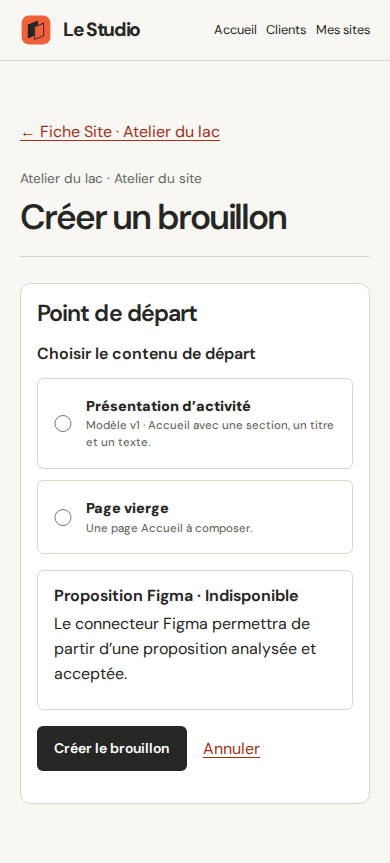 Le Studio
Accueil Clients Mes sites
← Fiche Site · Atelier du lac
Atelier du lac · Atelier du site
Créer un brouillon
Point de départ
Choisir le contenu de départ
Présentation d’activité
Modèle v1 · Accueil avec une section, un titre
et un texte.
Page vierge
Une page Accueil à composer.
Proposition Figma · Indisponible
Le connecteur Figma permettra de
partir d’une proposition analysée et
acceptée.
Créer le brouillon
Annuler